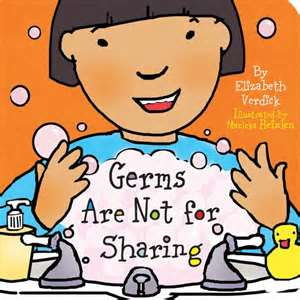 By
Elizabeth
Verdick
Illustrated by
Marieka Heinlen
Germs
Are Not for
Sharing